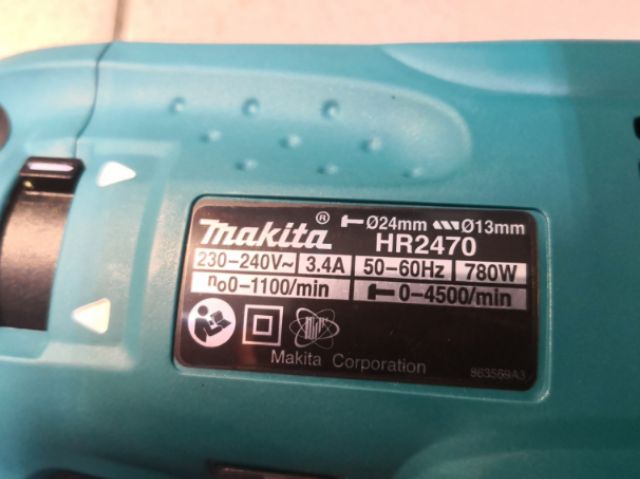 makita® Ø24mm Ø13mm
HR2470
230-240V~ 3.4A 50-60Hz 780W
n₀0-1100/min 0-4500/min
Makita Corporation 863569A3